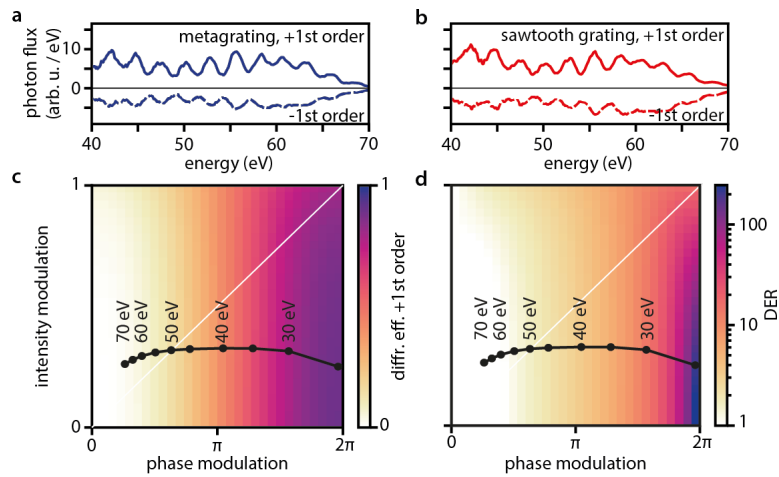 a
metagrating, +1st order
photon flux
(arb. u. / eV)
10
0
-1st order
40 50 60 70
energy (eV)
b
sawtooth grating, +1st order
-1st order
40 50 60 70
energy (eV)
c
intensity modulation
1
0
70 eV
60 eV
50 eV
40 eV
30 eV
0 π 2π
phase modulation
1
0
diffr. eff. +1st order
d
70 eV
60 eV
50 eV
40 eV
30 eV
0 π 2π
phase modulation
100
10
1
DER